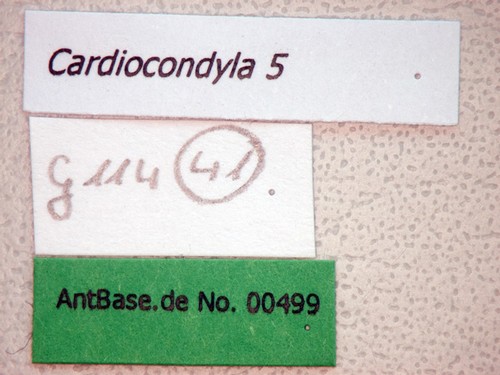 Cardiocondyla 5
G114 41
AntBase.de No. 00499